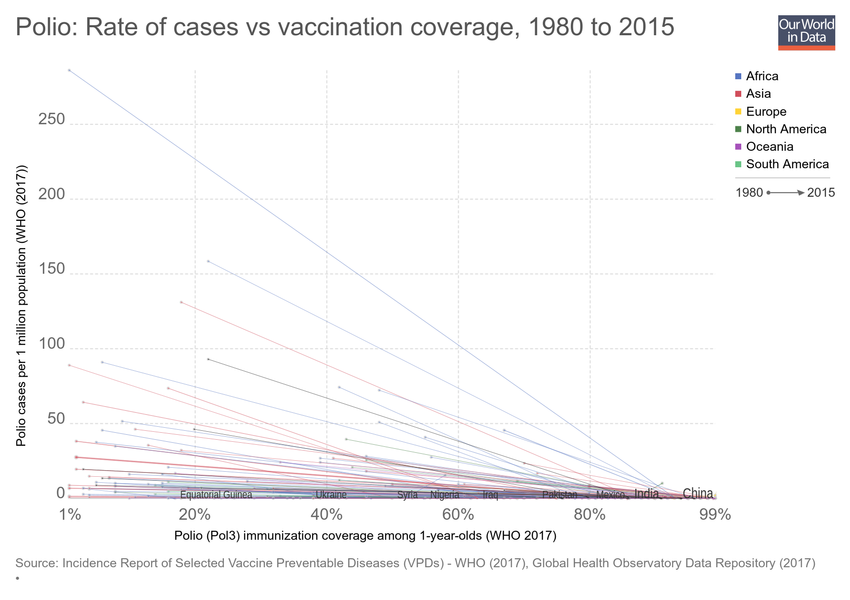 Polio: Rate of cases vs vaccination coverage, 1980 to 2015
Our World
in Data
Africa
Asia
Europe
North America
Oceania
South America
1980
2015
Polio cases per 1 million population (WHO (2017))
250
200
150
100
50
0
Equatorial Guinea
Ukraine
Syria
Nigeria
Iraq
Pakistan
Mexico
India
China
1%
20%
40%
60%
80%
99%
Polio (Pol3) immunization coverage among 1-year-olds (WHO 2017)
Source: Incidence Report of Selected Vaccine Preventable Diseases (VPDs) - WHO (2017), Global Health Observatory Data Repository (2017)
•